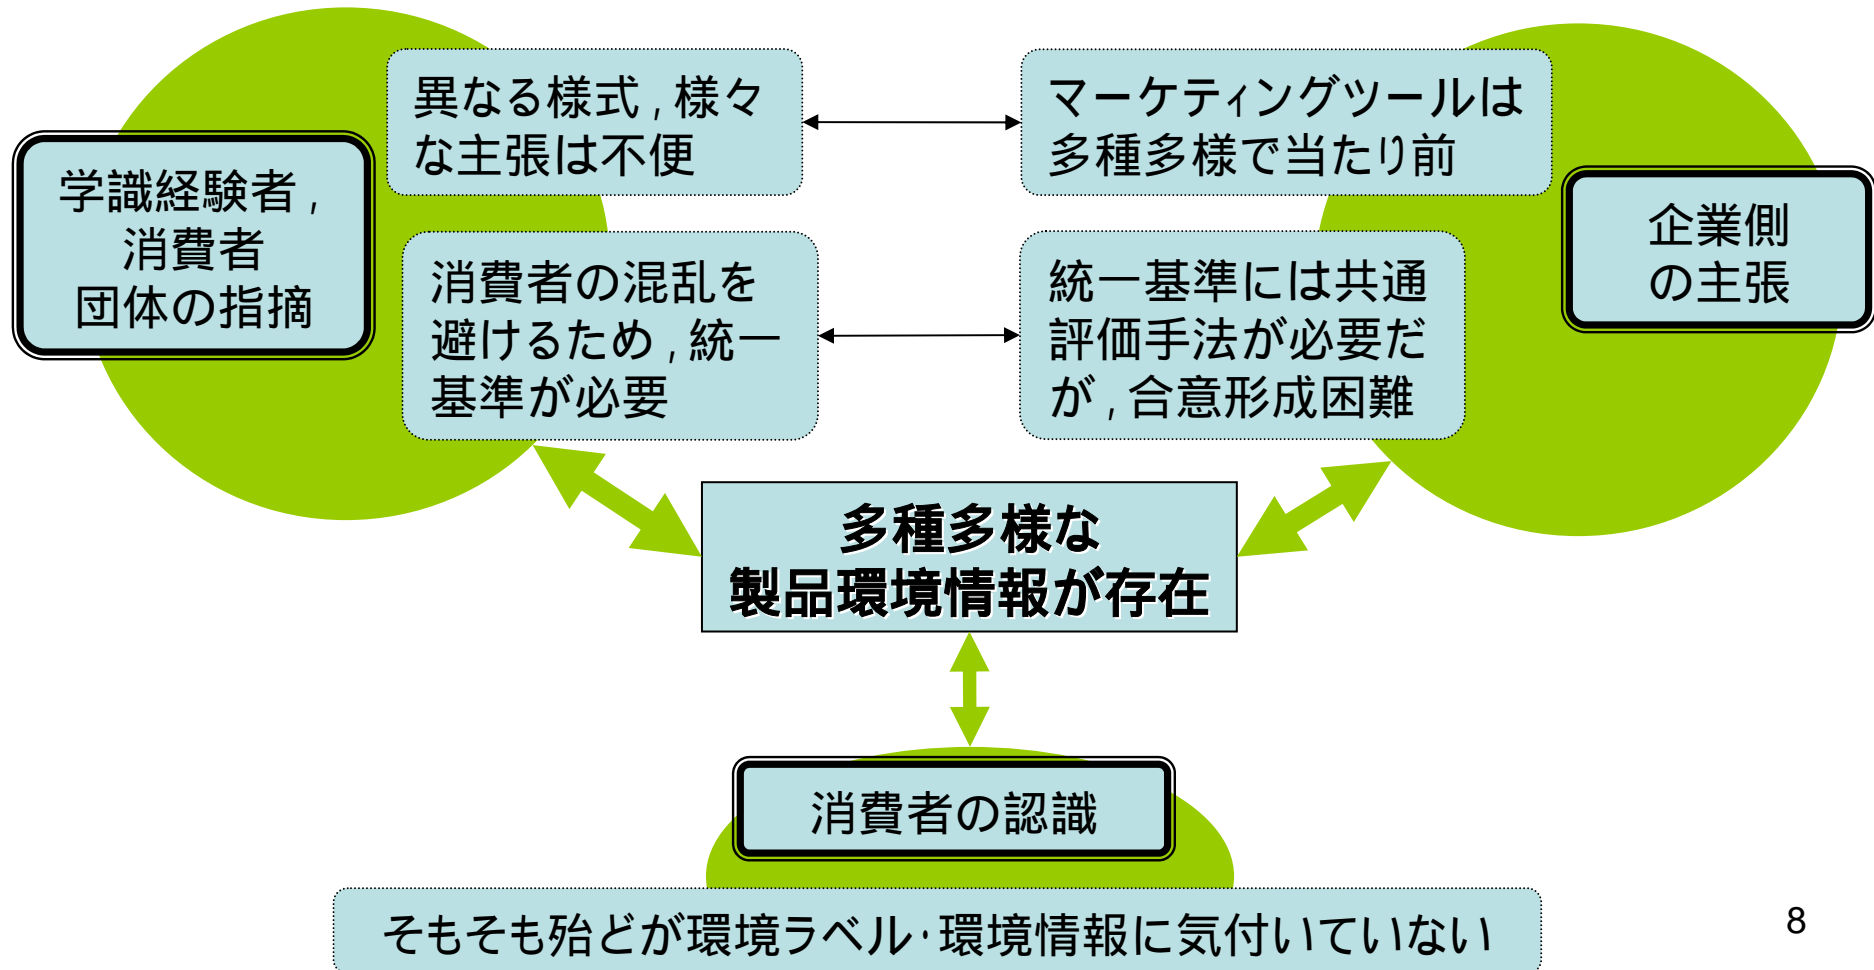 学識経験者,
消費者
団体の指摘
異なる様式,様々
な主張は不便
マーケティングツールは
多種多様で当たり前
企業側
の主張
消費者の混乱を
避けるため,統一
基準が必要
統一基準には共通
評価手法が必要だ
が,合意形成困難
多種多様な
製品環境情報が存在
消費者の認識
そもそも殆どが環境ラベル・環境情報に気付いていない
8